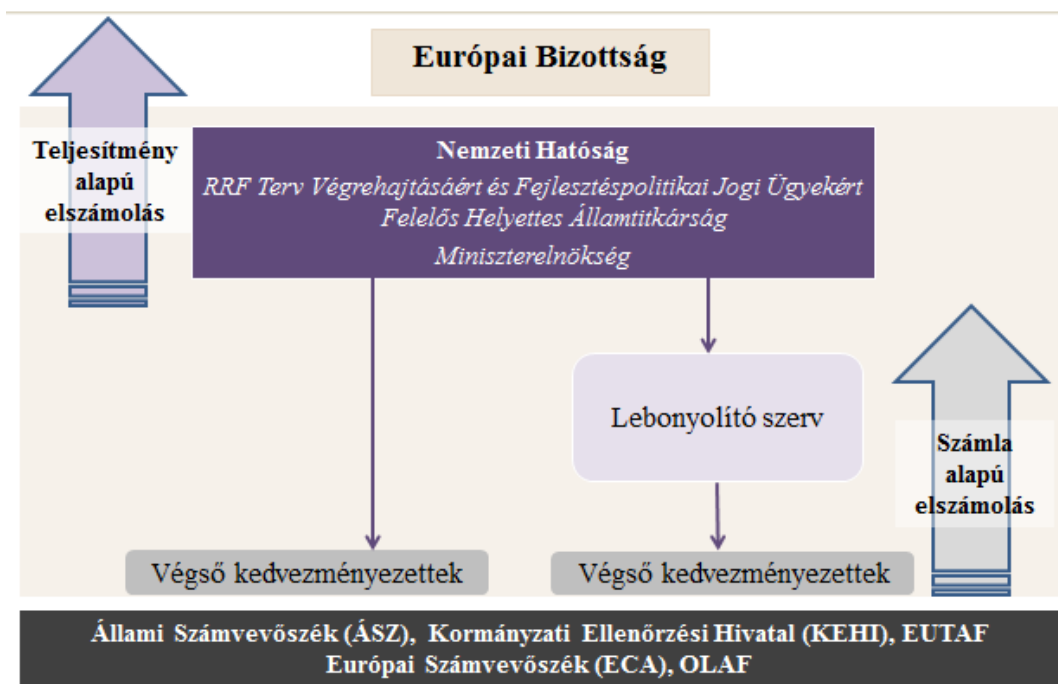 Európai Bizottság
Teljesítmény
alapú
elszámolás
Nemzeti Hatóság
RRF Terv Végrehajtásáért és Fejlesztéspolitikai Jogi Ügyekért
Felelős Helyettes Államtitkárság
Miniszterelnökség
Lebonyolító szerv
Számla
alapú
elszámolás
Végső kedvezményezettek
Végső kedvezményezettek
Állami Számvevőszék (ÁSZ), Kormányzati Ellenőrzési Hivatal (KEHI), EUTAF
Európai Számvevőszék (ECA), OLAF